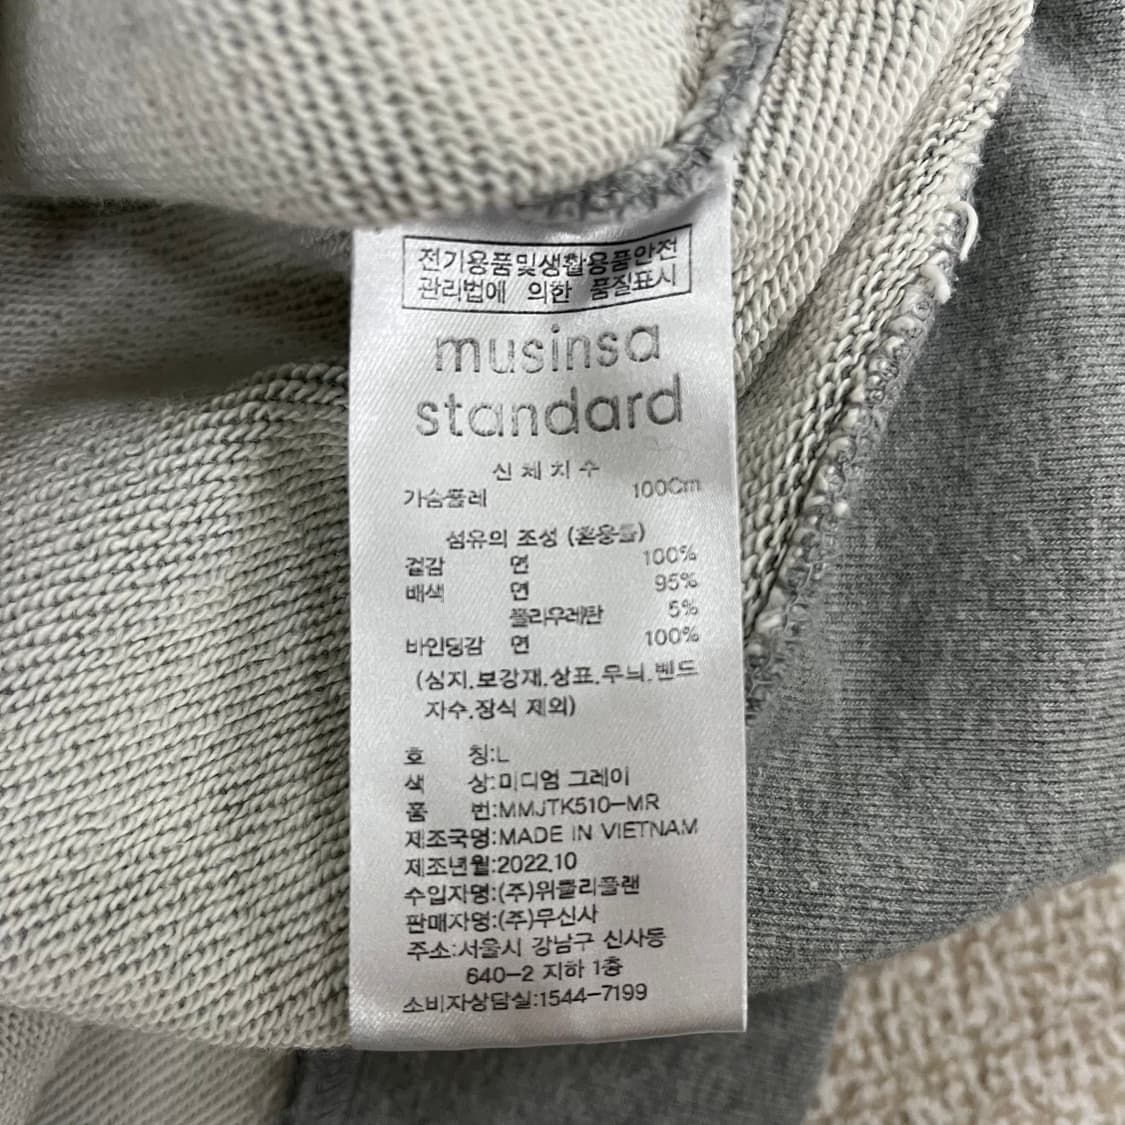 전기용품및생활용품안전
관리법에 의한 품질표시
musinsa
standard
신체치수
가슴둘레 100Cm
섬유의 조성 (혼용률)
겉감 면 100%
배색 면 95%
폴리우레탄 5%
바인딩감 면 100%
(심지.보강재.상표.무늬.밴드
자수.장식 제외)
호 칭:L
색 상:미디엄 그레이
품 번:MMJTK510-MR
제조국명:MADE IN VIETNAM
제조년월:2022.10
수입자명:(주)위클리플랜
판매자명:(주)무신사
주소:서울시 강남구 신사동
640-2 지하 1층
소비자상담실:1544-7199